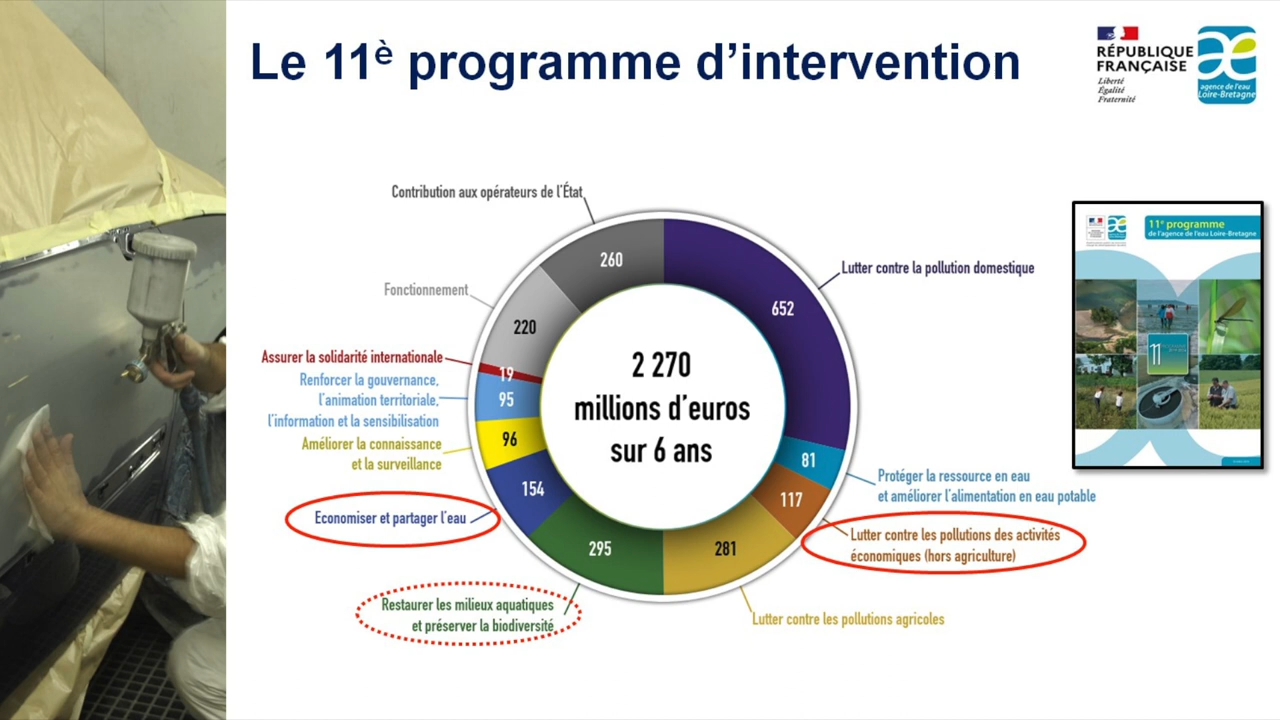 Le 11è programme d'intervention
RÉPUBLIQUE
FRANÇAISE
Liberté
Égalité
Fraternité
agence de l'eau
Loire-Bretagne
Contribution aux opérateurs de l'État
260
Fonctionnement
220
Assurer la solidarité internationale
19
Renforcer la gouvernance,
l'animation territoriale,
l'information et la sensibilisation
95
Améliorer la connaissance
et la surveillance
96
Economiser et partager l'eau
154
Restaurer les milieux aquatiques
et préserver la biodiversité
295
2 270
millions d'euros
sur 6 ans
Lutter contre la pollution domestique
652
81
Protéger la ressource en eau
et améliorer l'alimentation en eau potable
117
Lutter contre les pollutions des activités
économiques (hors agriculture)
281
Lutter contre les pollutions agricoles
11e programme
de l'agence de l'eau Loire-Bretagne
11